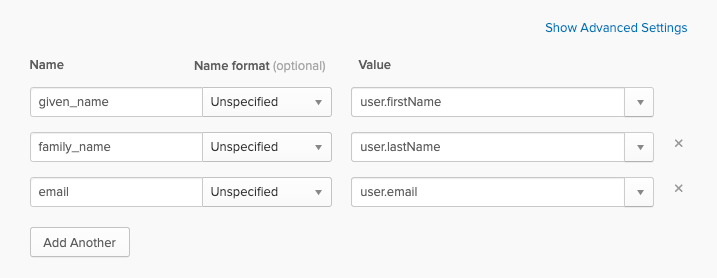 Show Advanced Settings
Name Name format (optional) Value
given_name Unspecified user.firstName
family_name Unspecified user.lastName
email Unspecified user.email
Add Another